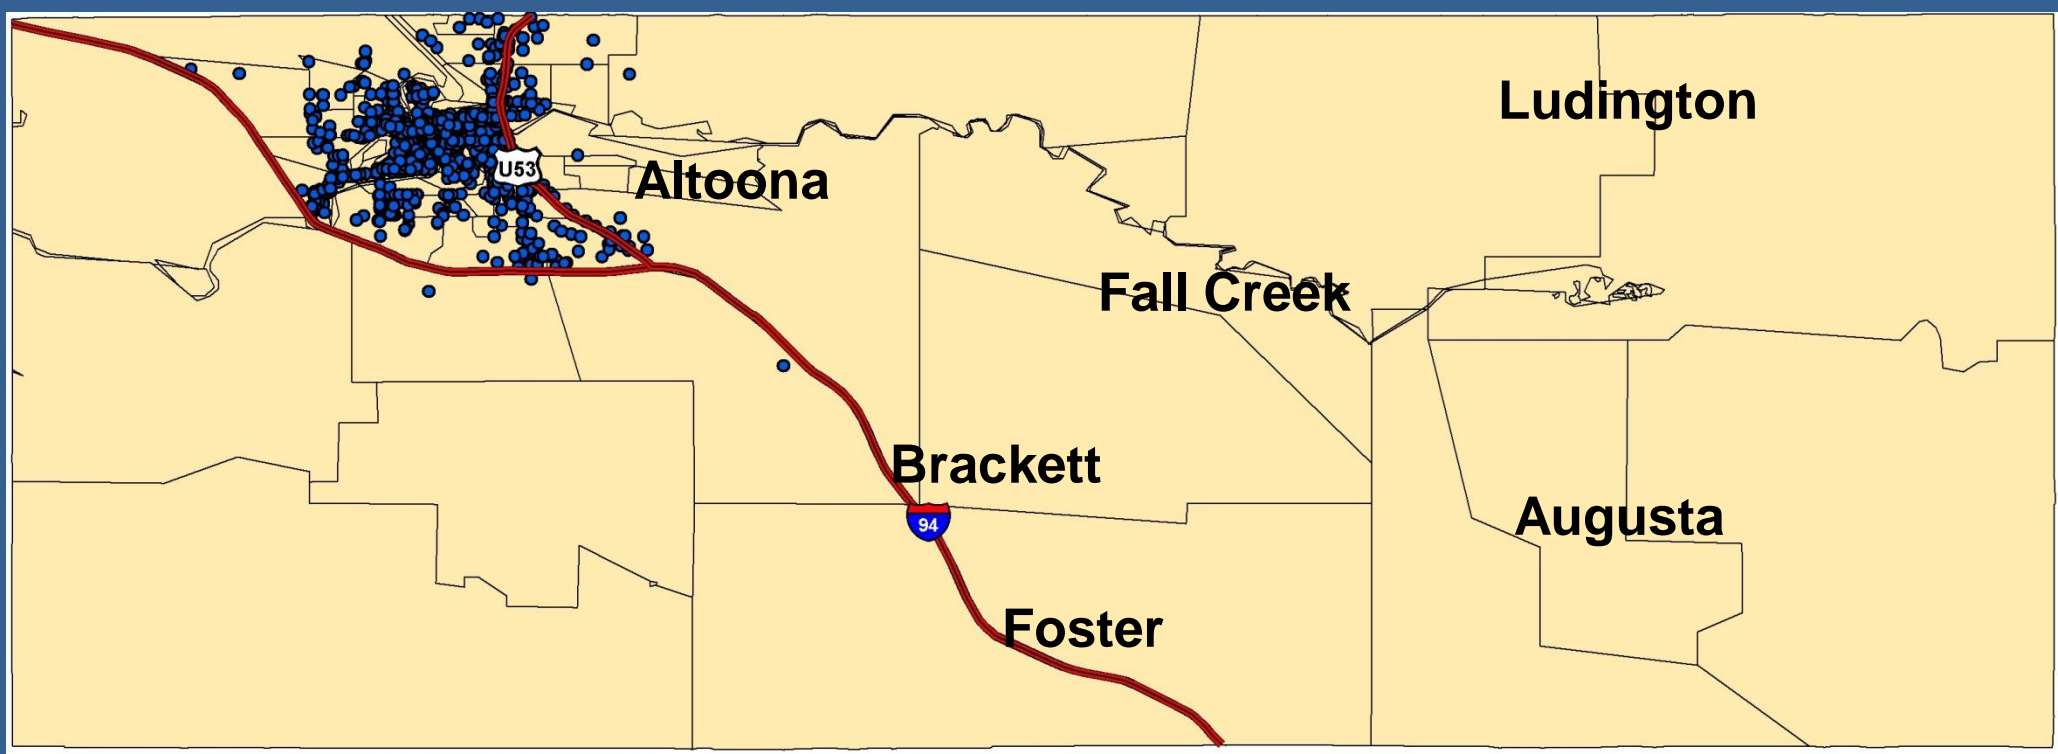 Ludington
U53
Altoona
Fall Creek
Brackett
94
Augusta
Foster